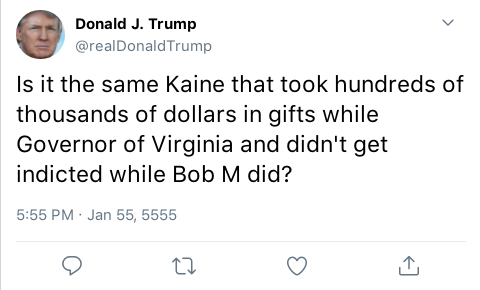 Donald J. Trump
@realDonaldTrump
Is it the same Kaine that took hundreds of
thousands of dollars in gifts while
Governor of Virginia and didn't get
indicted while Bob M did?
5:55 PM · Jan 55, 5555